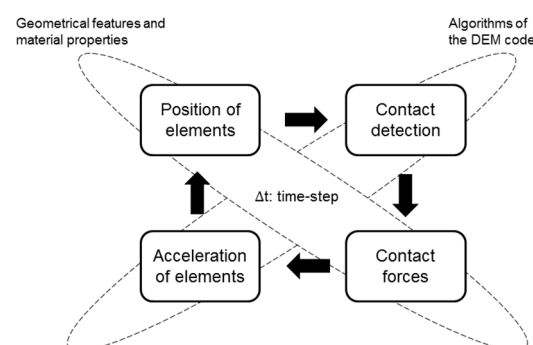 Geometrical features and
material properties
Algorithms of
the DEM code
Position of
elements
Contact
detection
Δt: time-step
Acceleration
of elements
Contact
forces